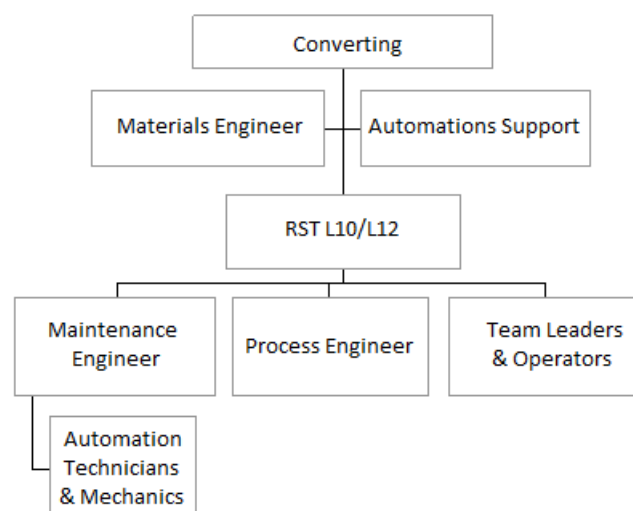 Converting
Materials Engineer
Automations Support
RST L10/L12
Maintenance
Engineer
Process Engineer
Team Leaders
& Operators
Automation
Technicians
& Mechanics